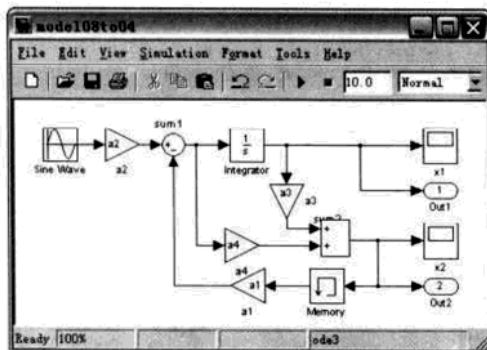 model08to04
File Edit View Simulation Format Tools Help
10.0 Normal
sum1
a2
+
-
1
s
Sine Wave
a2
Integrator
x1
a3
a3
1
Out1
+
+
a4
a4
x2
a1
a1
Memory
2
Out2
Ready 100% ode3